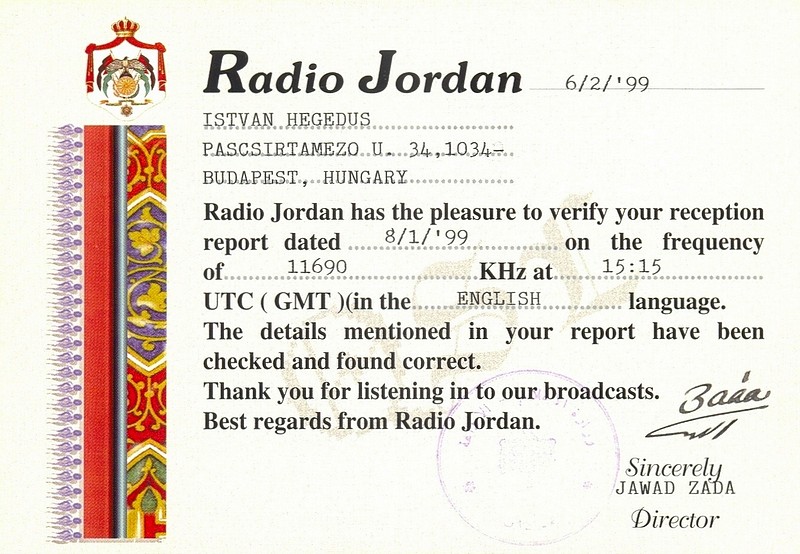 Radio Jordan 6/2/'99
ISTVAN HEGEDUS
PASCSIRTAMEZO U. 34,1034-
BUDAPEST, HUNGARY
Radio Jordan has the pleasure to verify your reception
report dated 8/1/'99 on the frequency
of 11690 KHz at 15:15
UTC ( GMT )(in the ENGLISH language.
The details mentioned in your report have been
checked and found correct.
Thank you for listening in to our broadcasts.
Best regards from Radio Jordan.
QSL
Sincerely
JAWAD ZADA
Director